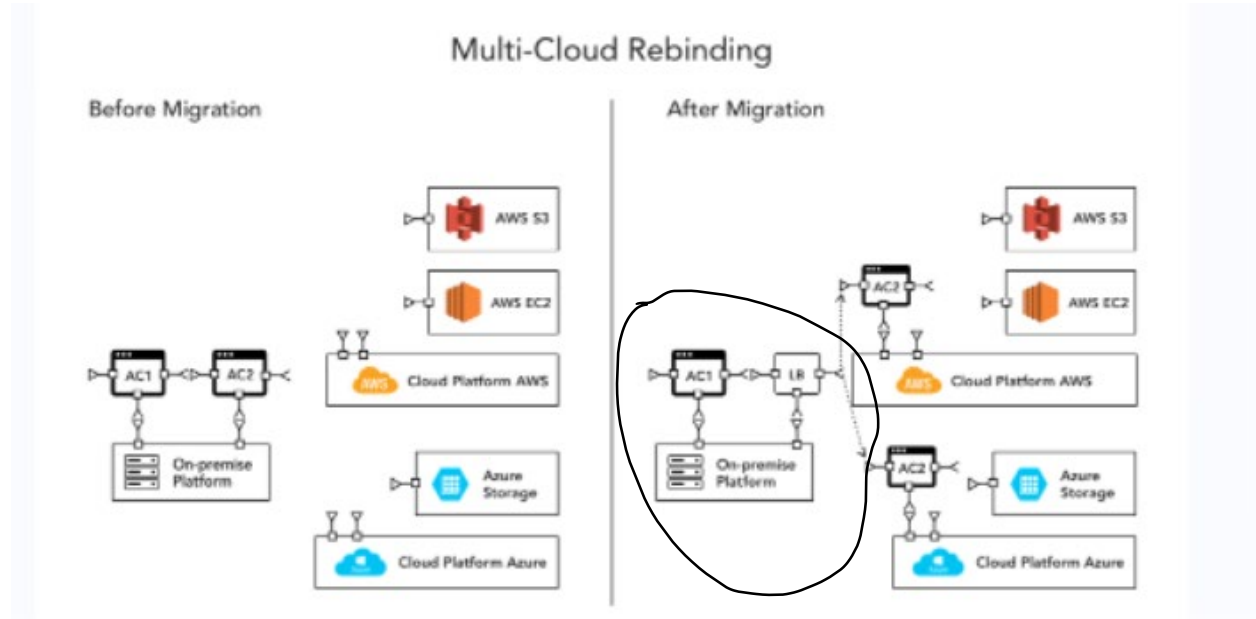 Multi-Cloud Rebinding
Before Migration
AWS S3
AWS EC2
AC1
AC2
AWS
Cloud Platform AWS
On-premise
Platform
Azure
Storage
Cloud Platform Azure
After Migration
AWS S3
AC2
AWS EC2
AC1
LB
AWS
Cloud Platform AWS
On-premise
Platform
AC2
Azure
Storage
Cloud Platform Azure